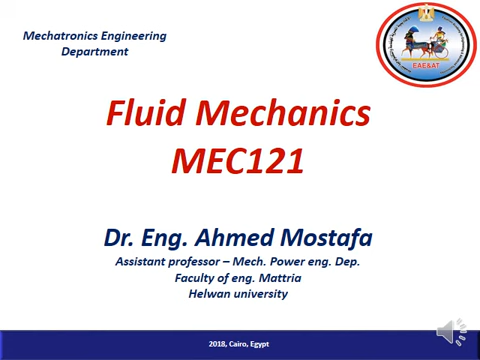 Mechatronics Engineering
Department
EAE&AT
Fluid Mechanics
MEC121
Dr. Eng. Ahmed Mostafa
Assistant professor – Mech. Power eng. Dep.
Faculty of eng. Mattria
Helwan university
2018, Cairo, Egypt